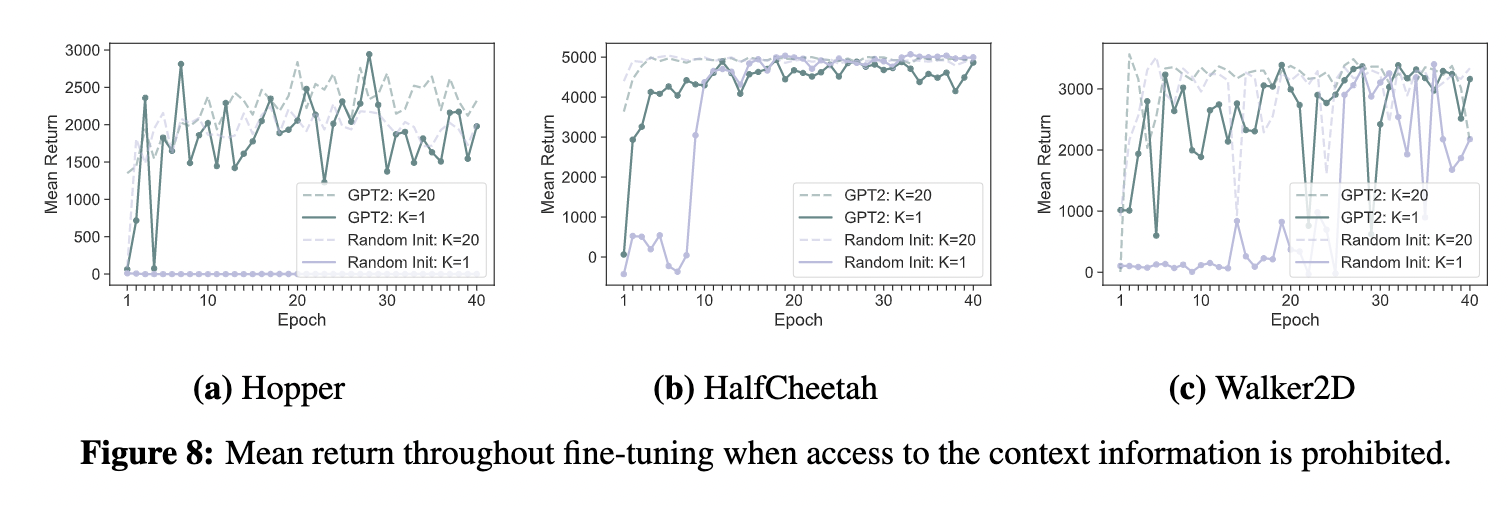 3000
2500
2000
1500
1000
500
0
Mean Return
1
10
20
30
40
Epoch
GPT2: K=20
GPT2: K=1
Random Init: K=20
Random Init: K=1
(a) Hopper
5000
4000
3000
2000
1000
0
Mean Return
1
10
20
30
40
Epoch
GPT2: K=20
GPT2: K=1
Random Init: K=20
Random Init: K=1
(b) HalfCheetah
3000
2000
1000
0
Mean Return
1
10
20
30
40
Epoch
GPT2: K=20
GPT2: K=1
Random Init: K=20
Random Init: K=1
(c) Walker2D
Figure 8: Mean return throughout fine-tuning when access to the context information is prohibited.